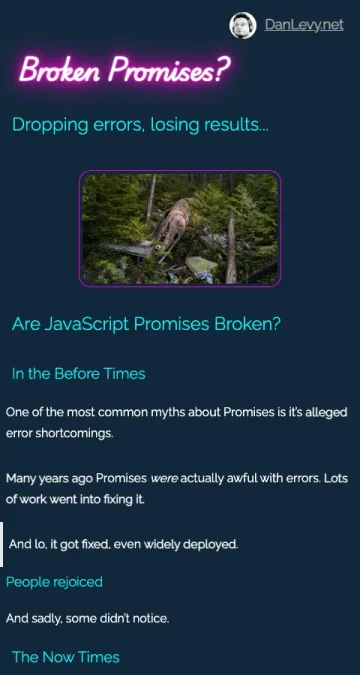 DanLevy.net
Broken Promises?
Dropping errors, losing results...
Are JavaScript Promises Broken?
In the Before Times
One of the most common myths about Promises is it's alleged
error shortcomings.
Many years ago Promises were actually awful with errors. Lots
of work went into fixing it.
And lo, it got fixed, even widely deployed.
People rejoiced
And sadly, some didn't notice.
The Now Times